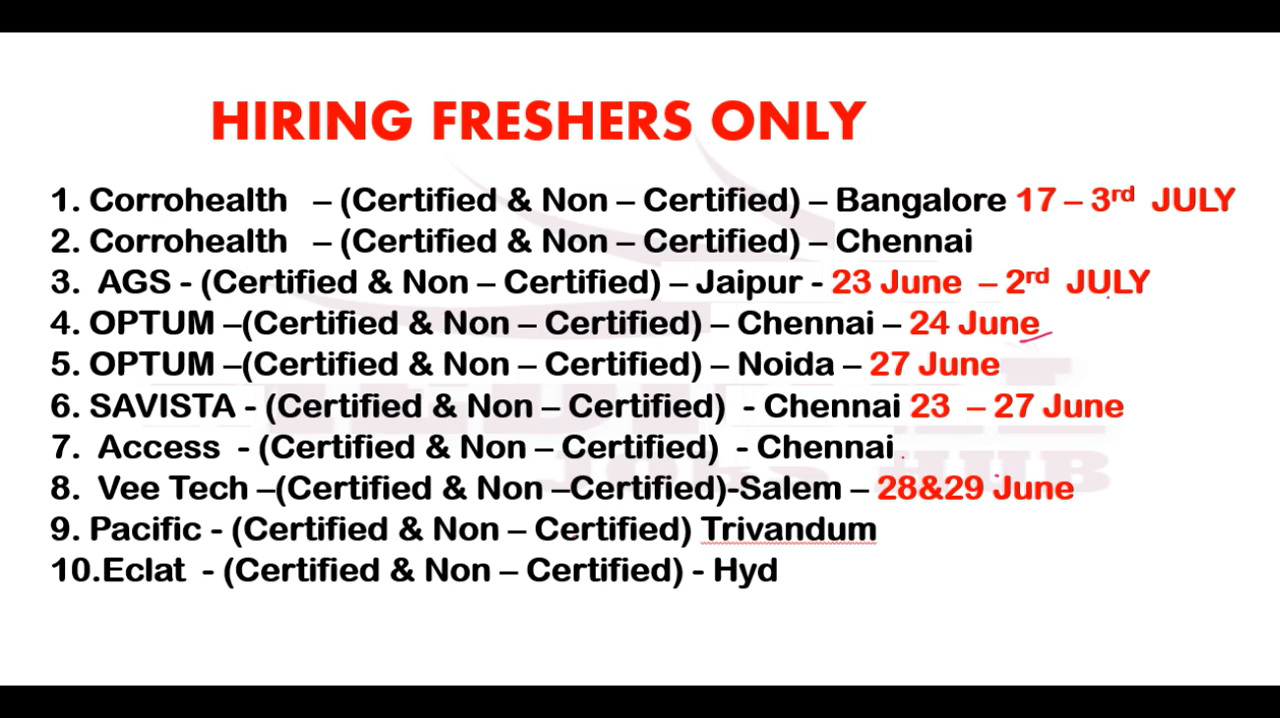 HIRING FRESHERS ONLY
1. Corrohealth – (Certified & Non – Certified) – Bangalore 17 – 3rd JULY
2. Corrohealth – (Certified & Non – Certified) – Chennai
3. AGS - (Certified & Non – Certified) – Jaipur - 23 June – 2rd JULY
4. OPTUM –(Certified & Non – Certified) – Chennai – 24 June
5. OPTUM –(Certified & Non – Certified) – Noida – 27 June
6. SAVISTA - (Certified & Non – Certified) - Chennai 23 – 27 June
7. Access - (Certified & Non – Certified) - Chennai
8. Vee Tech –(Certified & Non –Certified)-Salem – 28&29 June
9. Pacific - (Certified & Non – Certified) Trivandum
10.Eclat - (Certified & Non – Certified) - Hyd
JOBS HUB